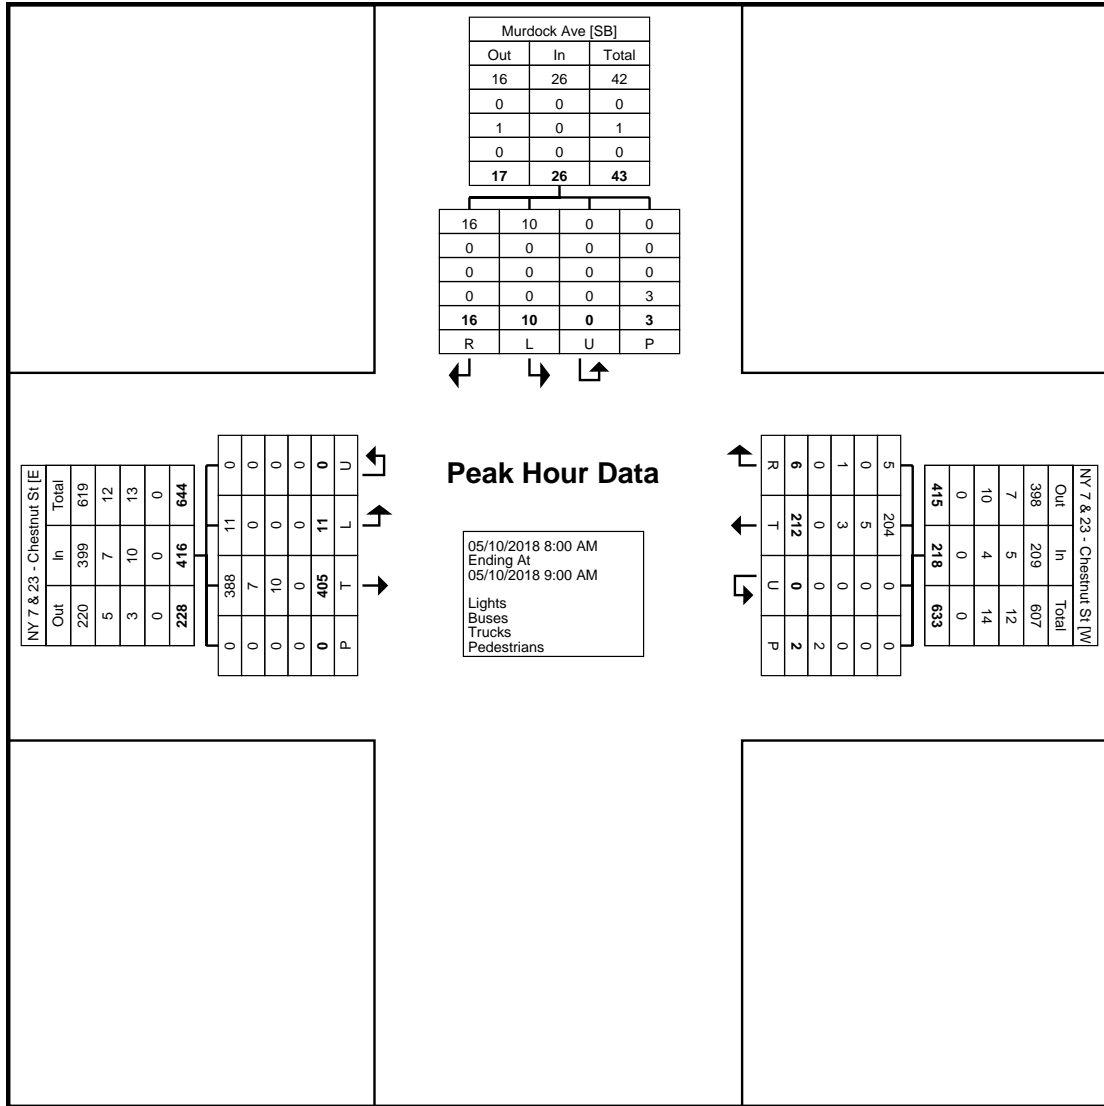 Murdock Ave [SB]
Out In Total
16 26 42
0 0 0
1 0 1
0 0 0
17 26 43
16 10 0 0
0 0 0 0
0 0 0 0
0 0 0 3
16 10 0 3
R L U P
Peak Hour Data
05/10/2018 8:00 AM
Ending At
05/10/2018 9:00 AM
Lights
Buses
Trucks
Pedestrians
NY 7 & 23 - Chestnut St [E
Out In Total
220 399 619
5 7 12
3 10 13
0 0 0
228 416 644
0 388 11 0
0 7 0 0
0 10 0 0
0 0 0 0
0 405 11 0
P T L U
NY 7 & 23 - Chestnut St [W
Out In Total
398 209 607
7 5 12
10 4 14
0 0 0
415 218 633
5 204 0 0
0 5 0 0
1 3 0 0
0 0 0 2
6 212 0 2
R T U P